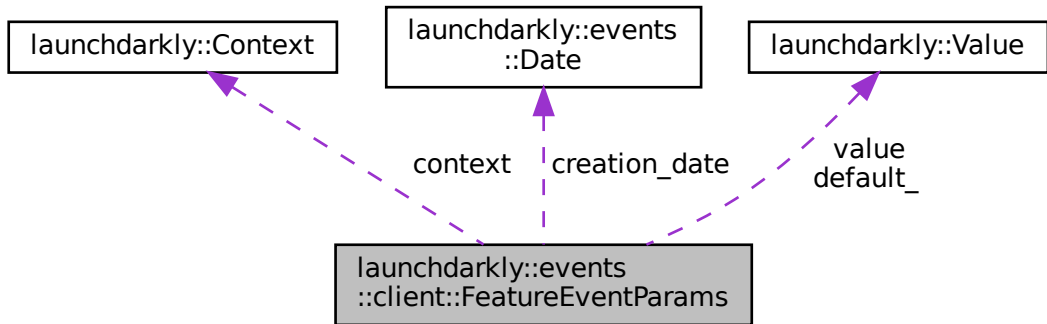 launchdarkly::Context
launchdarkly::events
::Date
launchdarkly::Value
context
creation_date
value
default_
launchdarkly::events
::client::FeatureEventParams